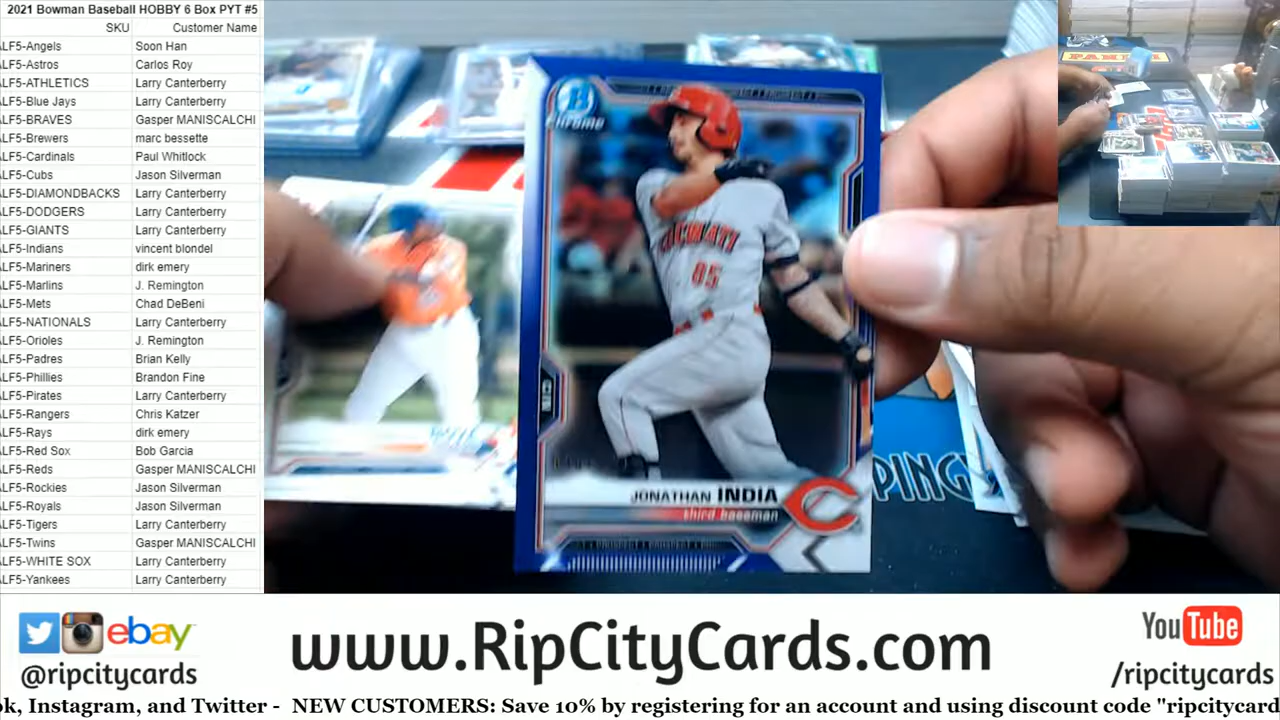 2021 Bowman Baseball HOBBY 6 Box PYT #5
SKU Customer Name
ALF5-Angels Soon Han
ALF5-Astros Carlos Roy
ALF5-ATHLETICS Larry Canterberry
ALF5-Blue Jays Larry Canterberry
ALF5-BRAVES Gasper MANISCALCHI
ALF5-Brewers marc bessette
ALF5-Cardinals Paul Whitlock
ALF5-Cubs Jason Silverman
ALF5-DIAMONDBACKS Larry Canterberry
ALF5-DODGERS Larry Canterberry
ALF5-GIANTS Larry Canterberry
ALF5-Indians vincent blondel
ALF5-Mariners dirk emery
ALF5-Marlins J. Remington
ALF5-Mets Chad DeBeni
ALF5-NATIONALS Larry Canterberry
ALF5-Orioles J. Remington
ALF5-Padres Brian Kelly
ALF5-Phillies Brandon Fine
ALF5-Pirates Larry Canterberry
ALF5-Rangers Chris Katzer
ALF5-Rays dirk emery
ALF5-Red Sox Bob Garcia
ALF5-Reds Gasper MANISCALCHI
ALF5-Rockies Jason Silverman
ALF5-Royals Jason Silverman
ALF5-Tigers Larry Canterberry
ALF5-Twins Gasper MANISCALCHI
ALF5-WHITE SOX Larry Canterberry
ALF5-Yankees Larry Canterberry
B
Chrome
CINCINNATI
05
JONATHAN INDIA
third baseman
C
PANINI
PING
ebay
@ripcitycards
www.RipCityCards.com
YouTube
/ripcitycards
ok, Instagram, and Twitter - NEW CUSTOMERS: Save 10% by registering for an account and using discount code "ripcitycard